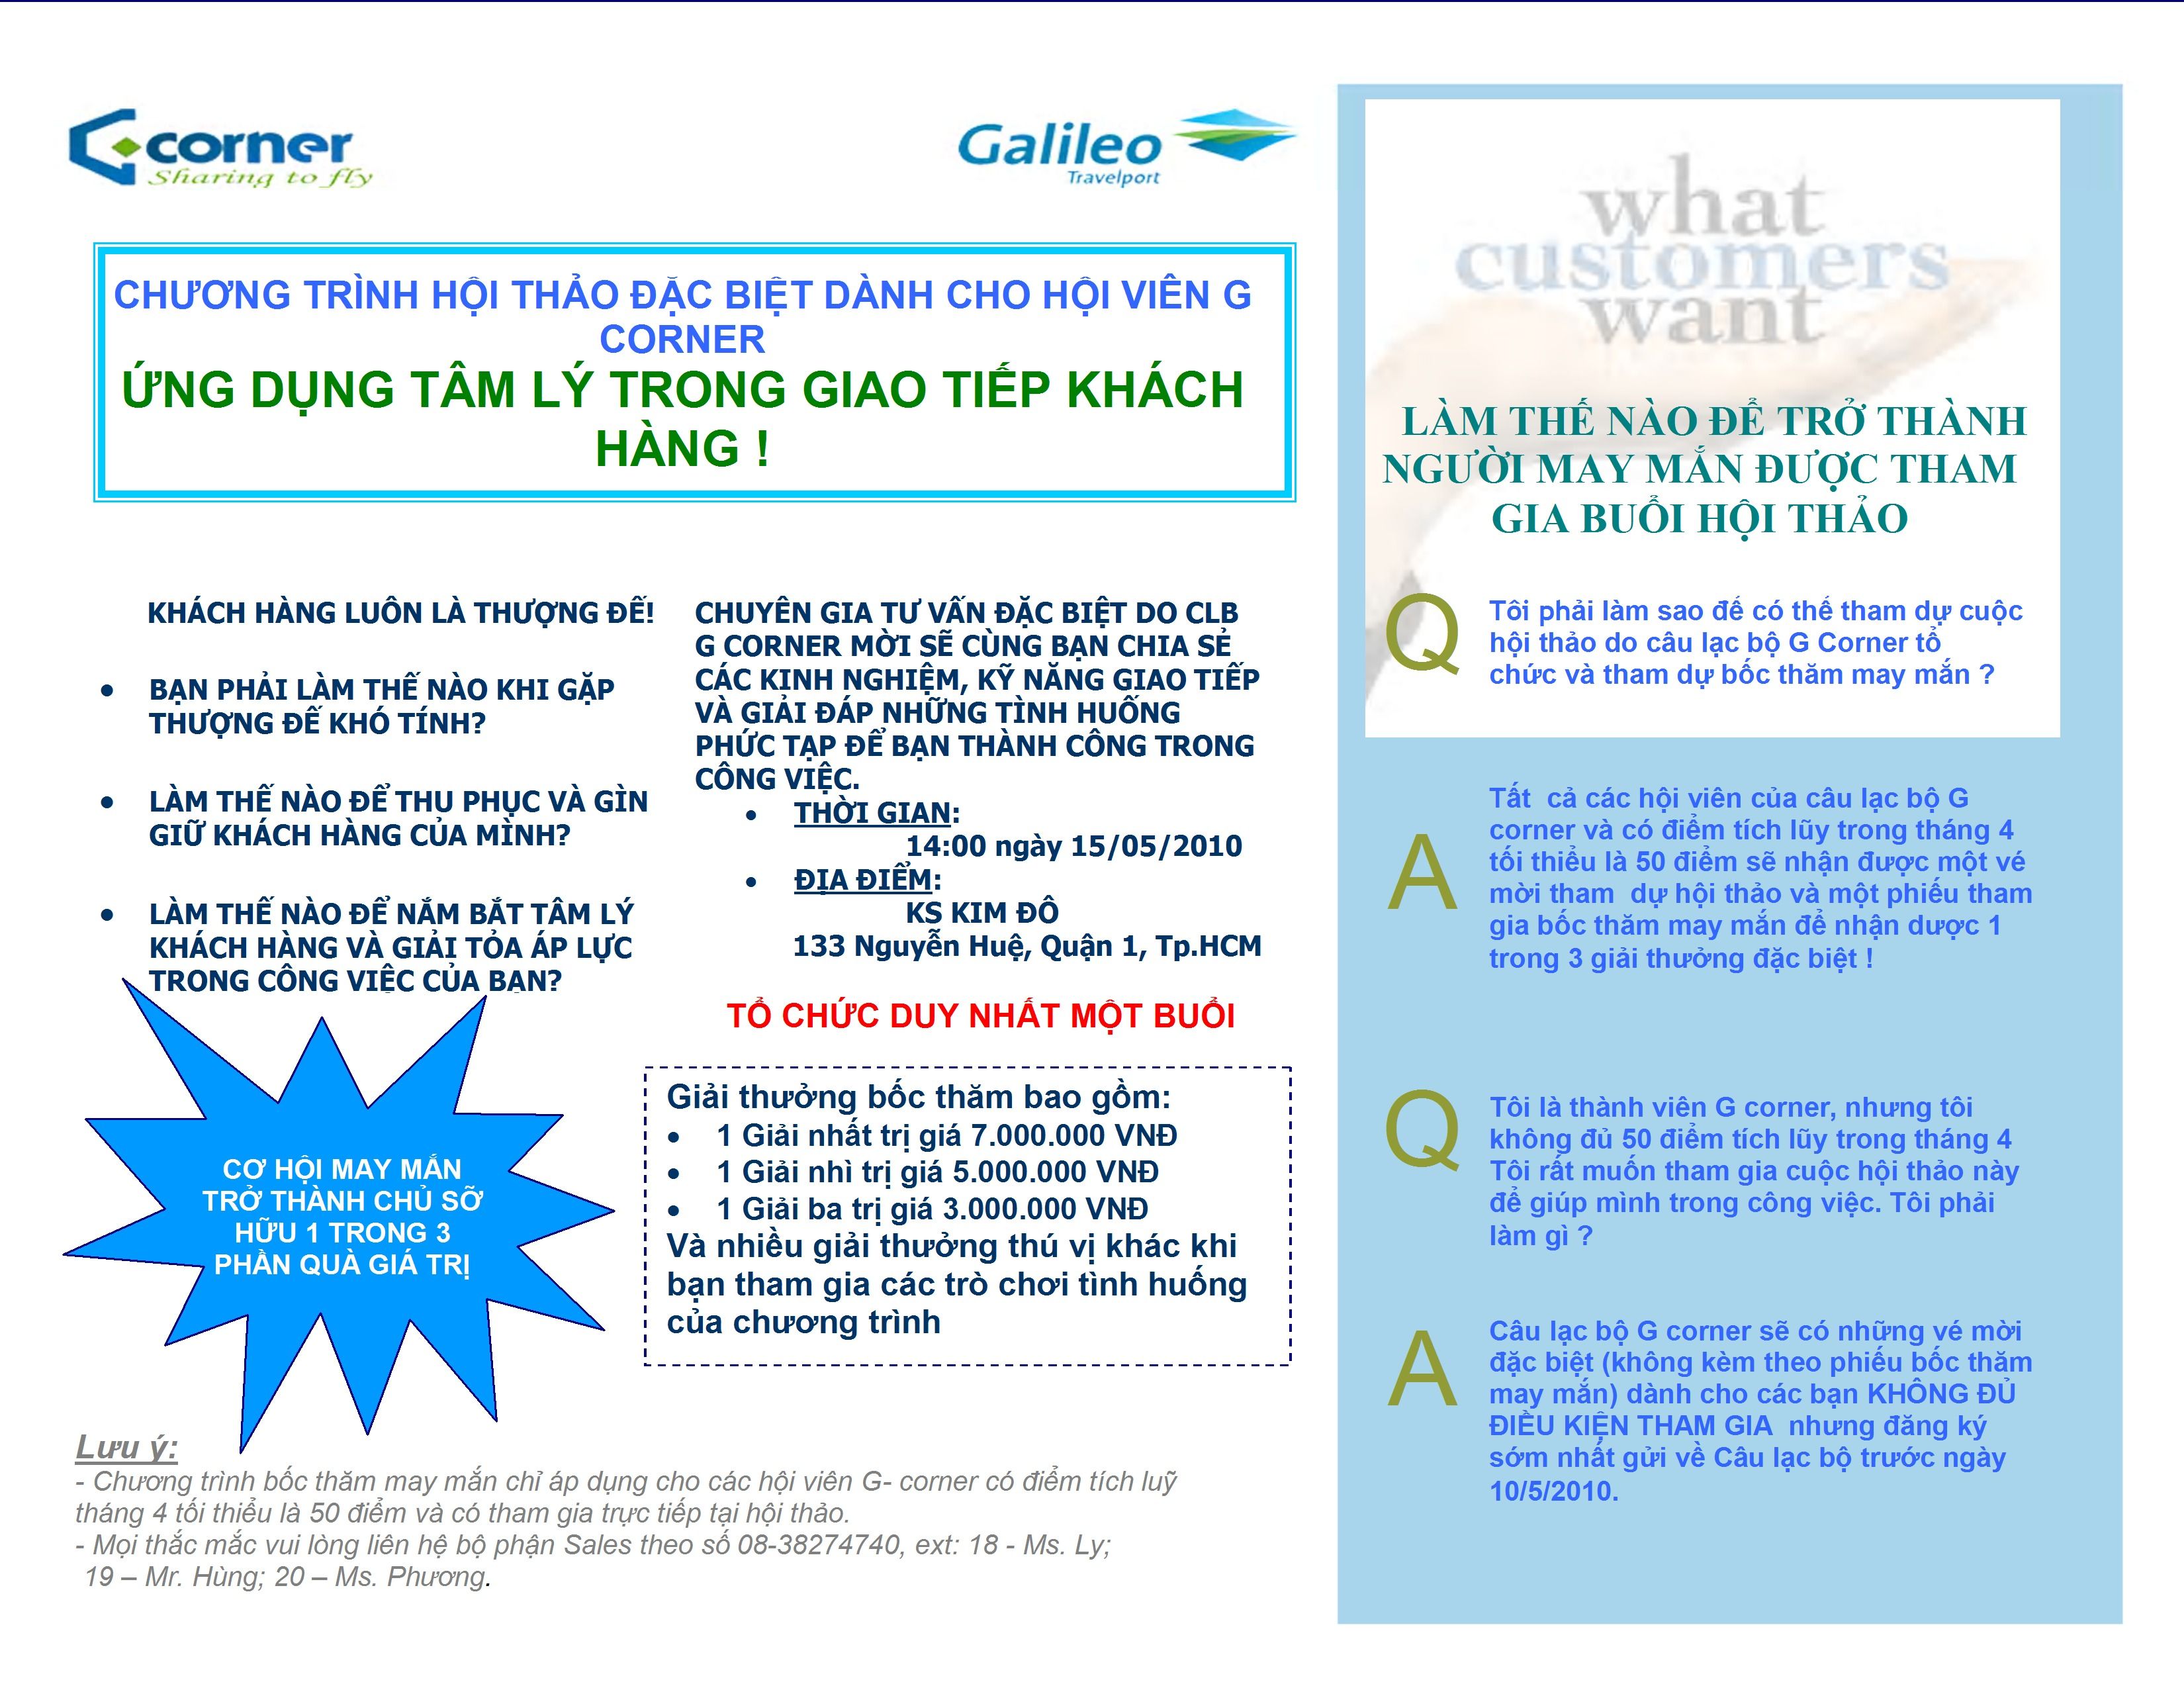 corner
Sharing to fly
Galileo
Travelport
CHƯƠNG TRÌNH HỘI THẢO ĐẶC BIỆT DÀNH CHO HỘI VIÊN G
CORNER
ỨNG DỤNG TÂM LÝ TRONG GIAO TIẾP KHÁCH
HÀNG !
KHÁCH HÀNG LUÔN LÀ THƯỢNG ĐẾ!
• BẠN PHẢI LÀM THẾ NÀO KHI GẶP
THƯỢNG ĐẾ KHÓ TÍNH?
• LÀM THẾ NÀO ĐỂ THU PHỤC VÀ GÌN
GIỮ KHÁCH HÀNG CỦA MÌNH?
• LÀM THẾ NÀO ĐỂ NẮM BẮT TÂM LÝ
KHÁCH HÀNG VÀ GIẢI TỎA ÁP LỰC
TRONG CÔNG VIỆC CỦA BẠN?
CHUYÊN GIA TƯ VẤN ĐẶC BIỆT DO CLB
G CORNER MỜI SẼ CÙNG BẠN CHIA SẺ
CÁC KINH NGHIỆM, KỸ NĂNG GIAO TIẾP
VÀ GIẢI ĐÁP NHỮNG TÌNH HUỐNG
PHỨC TẠP ĐỂ BẠN THÀNH CÔNG TRONG
CÔNG VIỆC.
• THỜI GIAN:
14:00 ngày 15/05/2010
• ĐỊA ĐIỂM:
KS KIM ĐÔ
133 Nguyễn Huệ, Quận 1, Tp.HCM
TỔ CHỨC DUY NHẤT MỘT BUỔI
CƠ HỘI MAY MẮN
TRỞ THÀNH CHỦ SỠ
HỮU 1 TRONG 3
PHẦN QUÀ GIÁ TRỊ
Giải thưởng bốc thăm bao gồm:
• 1 Giải nhất trị giá 7.000.000 VNĐ
• 1 Giải nhì trị giá 5.000.000 VNĐ
• 1 Giải ba trị giá 3.000.000 VNĐ
Và nhiều giải thưởng thú vị khác khi
bạn tham gia các trò chơi tình huống
của chương trình
Lưu ý:
- Chương trình bốc thăm may mắn chỉ áp dụng cho các hội viên G- corner có điểm tích luỹ
tháng 4 tối thiểu là 50 điểm và có tham gia trực tiếp tại hội thảo.
- Mọi thắc mắc vui lòng liên hệ bộ phận Sales theo số 08-38274740, ext: 18 - Ms. Ly;
19 – Mr. Hùng; 20 – Ms. Phương.
what
customers
want
LÀM THẾ NÀO ĐỂ TRỞ THÀNH
NGƯỜI MAY MẮN ĐƯỢC THAM
GIA BUỔI HỘI THẢO
Q
Tôi phải làm sao để có thể tham dự cuộc
hội thảo do câu lạc bộ G Corner tổ
chức và tham dự bốc thăm may mắn ?
A
Tất cả các hội viên của câu lạc bộ G
corner và có điểm tích lũy trong tháng 4
tối thiểu là 50 điểm sẽ nhận được một vé
mời tham dự hội thảo và một phiếu tham
gia bốc thăm may mắn để nhận dược 1
trong 3 giải thưởng đặc biệt !
Q
Tôi là thành viên G corner, nhưng tôi
không đủ 50 điểm tích lũy trong tháng 4
Tôi rất muốn tham gia cuộc hội thảo này
để giúp mình trong công việc. Tôi phải
làm gì ?
A
Câu lạc bộ G corner sẽ có những vé mời
đặc biệt (không kèm theo phiếu bốc thăm
may mắn) dành cho các bạn KHÔNG ĐỦ
ĐIỀU KIỆN THAM GIA nhưng đăng ký
sớm nhất gửi về Câu lạc bộ trước ngày
10/5/2010.